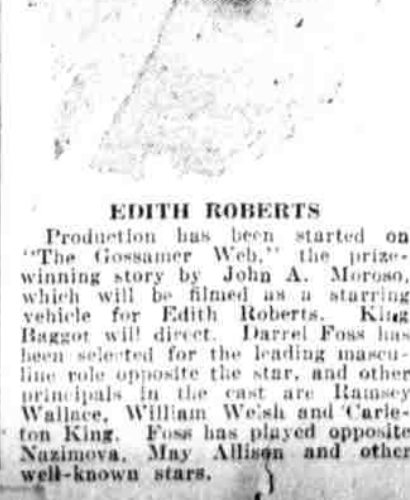 EDITH ROBERTS
Production has been started on
"The Gossamer Web," the prize-
winning story by John A. Moroso,
which will be filmed as a starring
vehicle for Edith Roberts. King
Baggot will direct. Darrel Foss has
been selected for the leading mascu-
line role opposite the star, and other
principals in the cast are Ramsey
Wallace, William Welsh and Carle-
ton King. Foss has played opposite
Nazimova, May Allison and other
well-known stars.